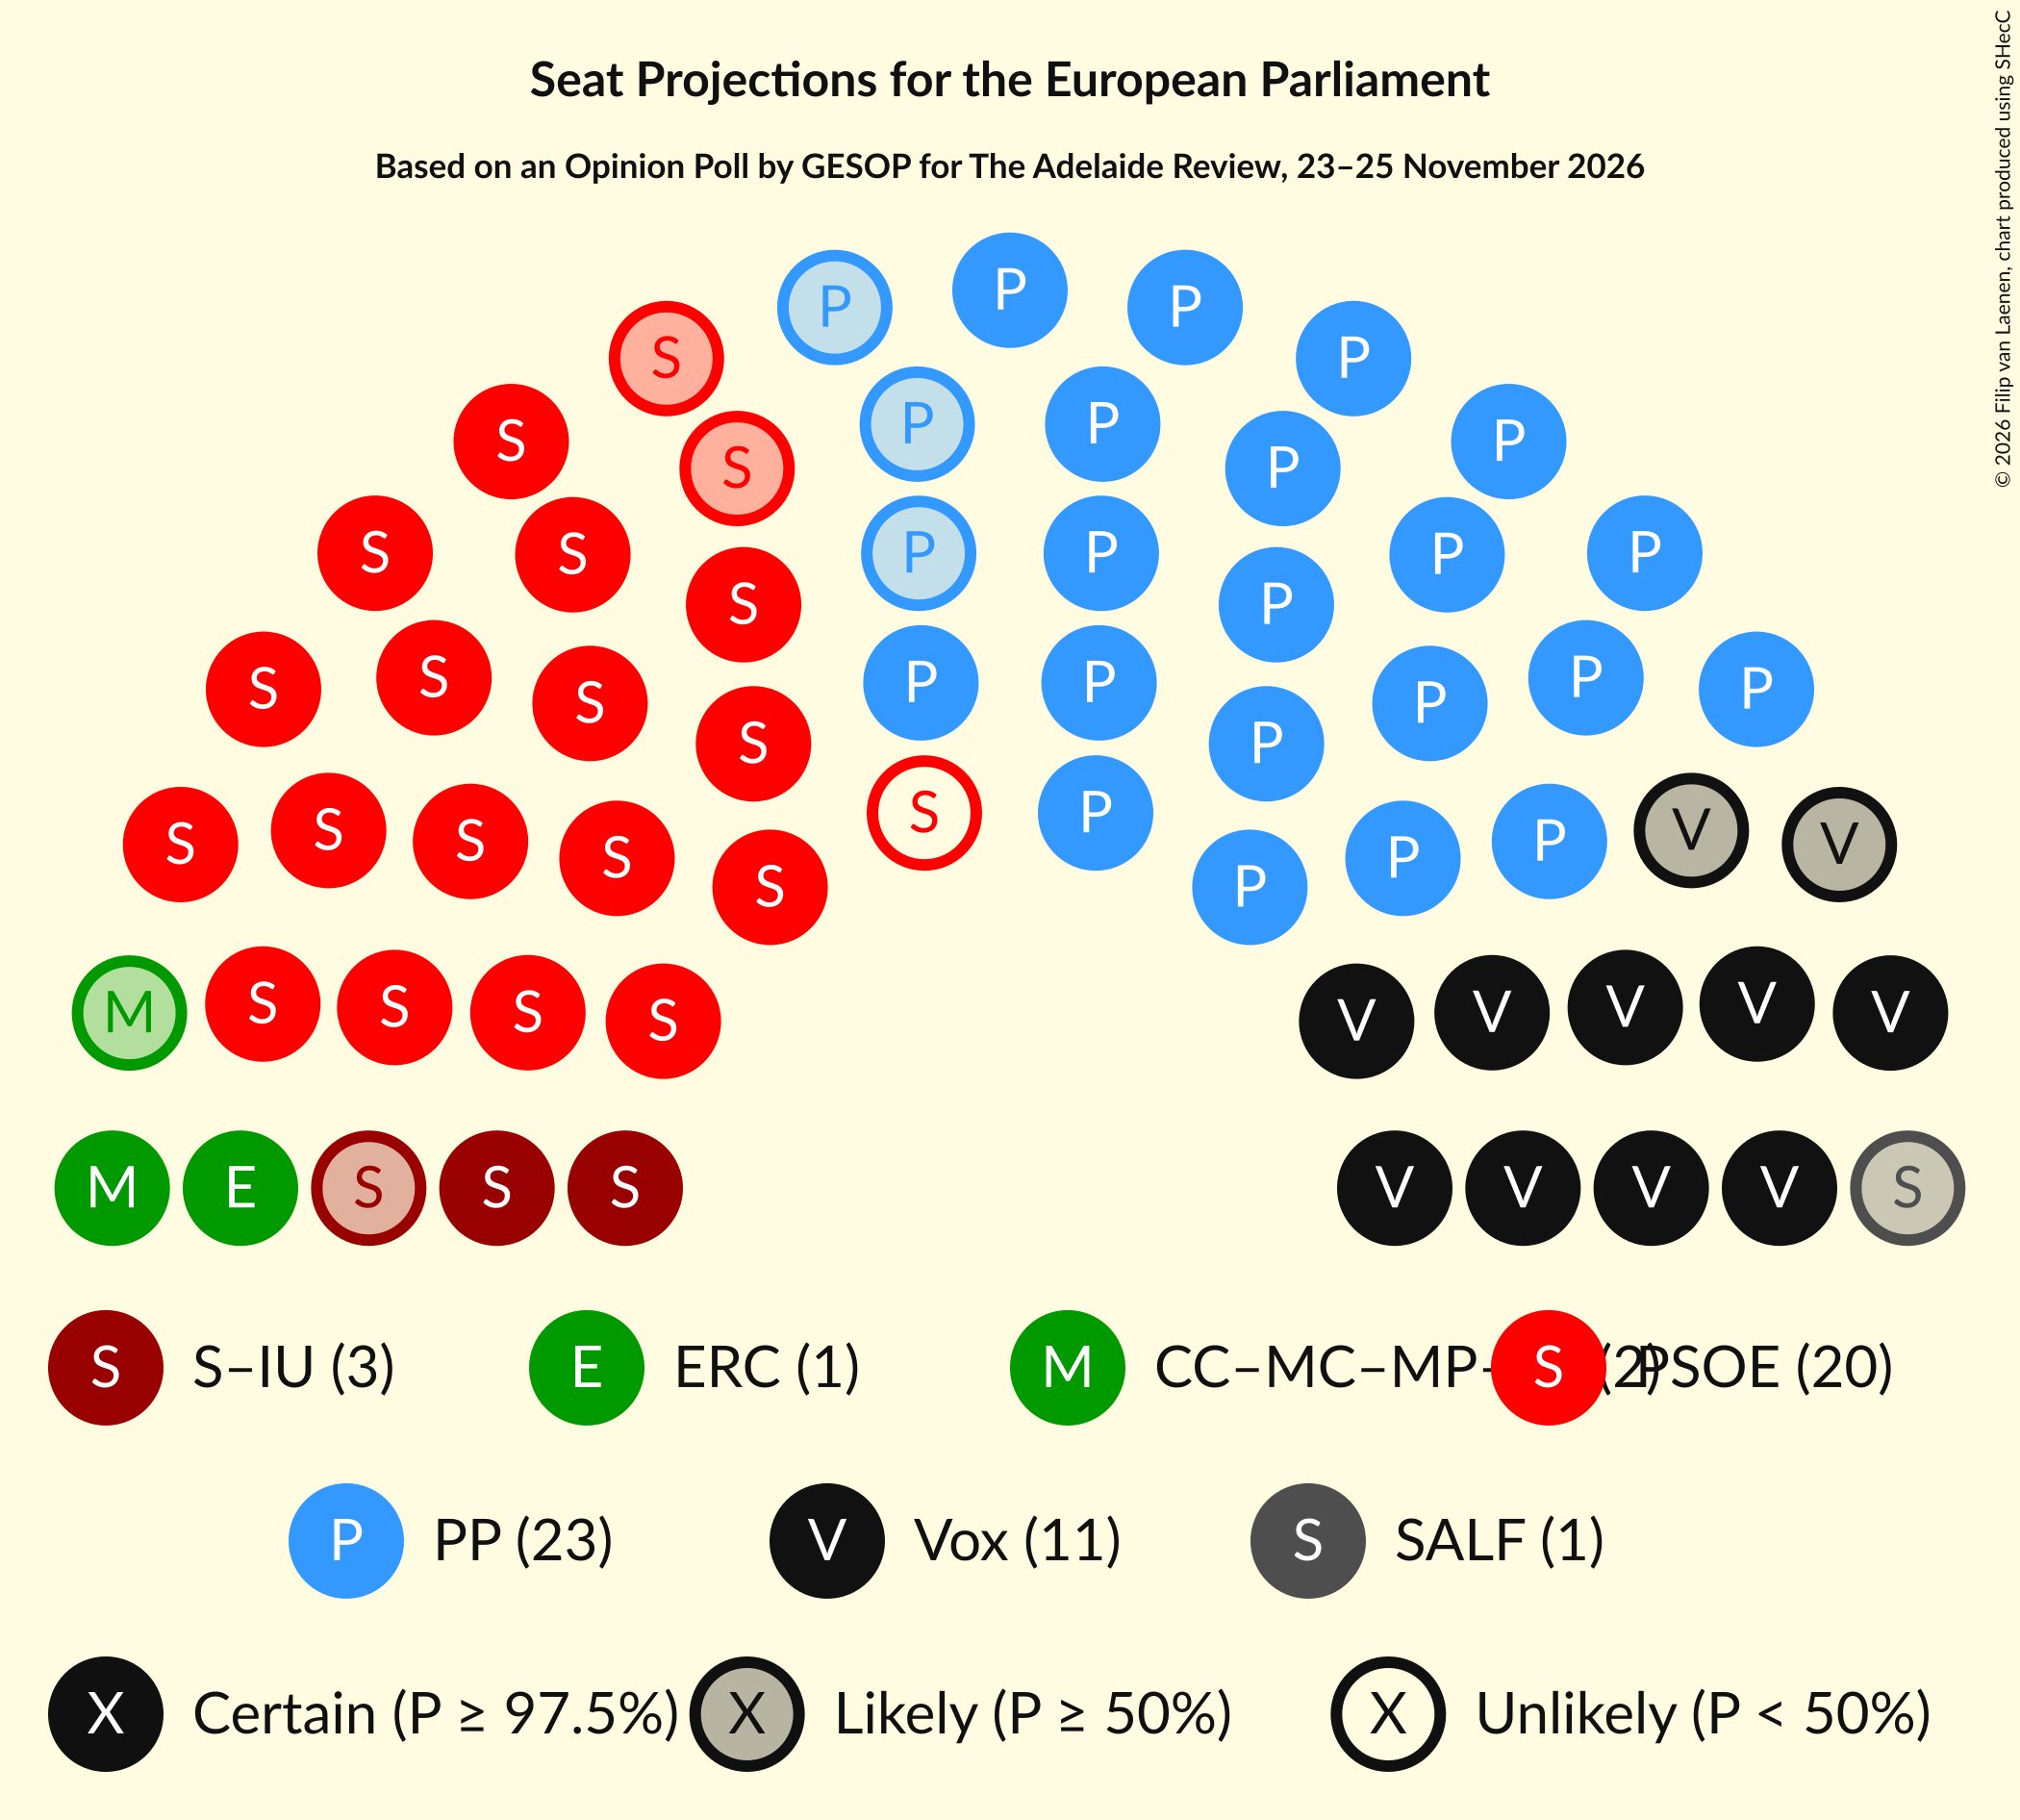 Seat Projections for the European Parliament
Based on an Opinion Poll by GESOP for The Adelaide Review, 23–25 November 2026
© 2026 Filip van Laenen, chart produced using SHecC
P
P P
S P
S P
P P
S P
S P
P P
S S P P
S P
S P
S S P P
P P
S S P P
S P
S S P P
S P
S V
S S P V
S S P P
M S S S S V V V V V
M E S S S V V V V S
S S–IU (3) E ERC (1) M CC–MC–MP- (2) S PSOE (20)
P PP (23) V Vox (11) S SALF (1)
X Certain (P ≥ 97.5%) X Likely (P ≥ 50%) X Unlikely (P < 50%)